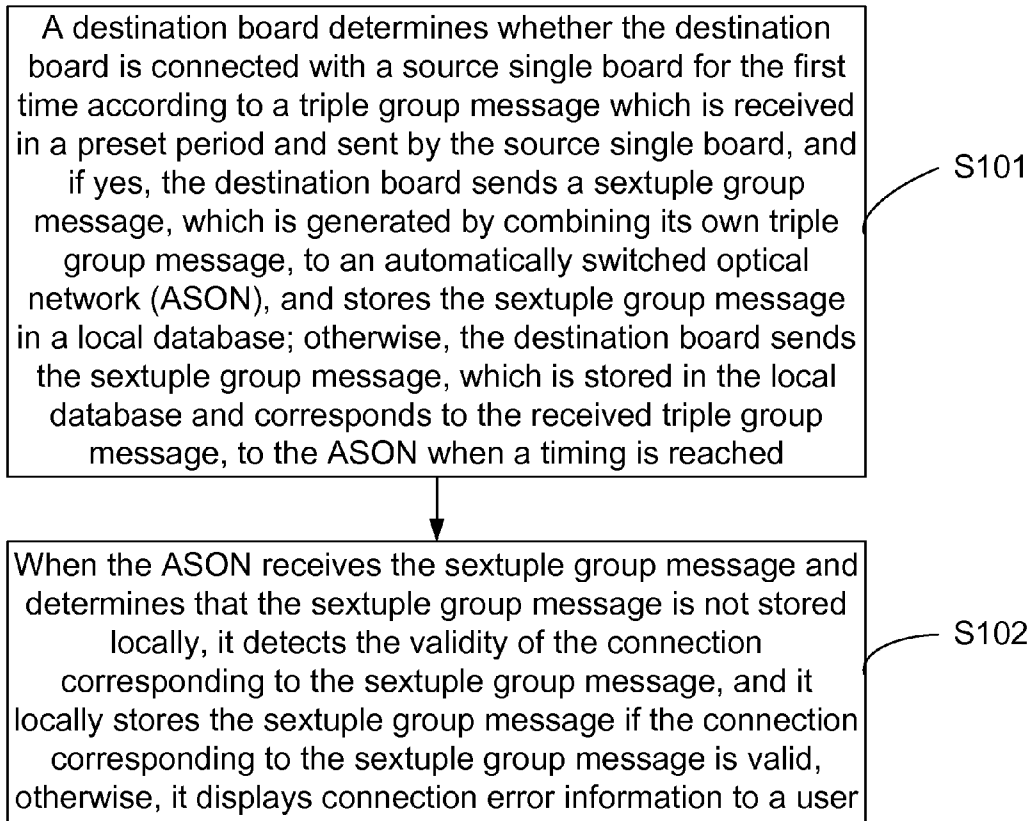 A destination board determines whether the destination
board is connected with a source single board for the first
time according to a triple group message which is received
in a preset period and sent by the source single board, and
if yes, the destination board sends a sextuple group
message, which is generated by combining its own triple
group message, to an automatically switched optical
network (ASON), and stores the sextuple group message
in a local database; otherwise, the destination board sends
the sextuple group message, which is stored in the local
database and corresponds to the received triple group
message, to the ASON when a timing is reached
S101
When the ASON receives the sextuple group message and
determines that the sextuple group message is not stored
locally, it detects the validity of the connection
corresponding to the sextuple group message, and it
locally stores the sextuple group message if the connection
corresponding to the sextuple group message is valid,
otherwise, it displays connection error information to a user
S102